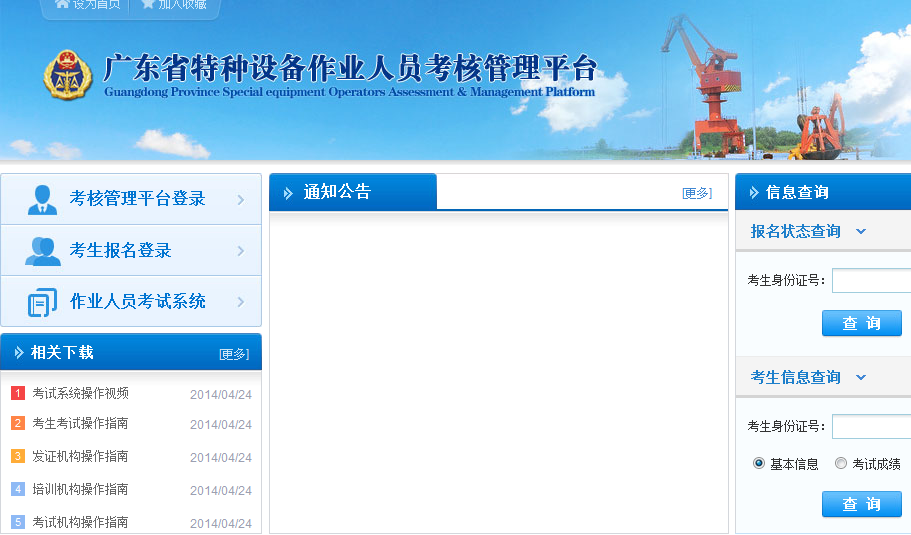 设为首页 加入收藏
广东省特种设备作业人员考核管理平台
Guangdong Province Special equipment Operators Assessment & Management Platform
考核管理平台登录
考生报名登录
作业人员考试系统
相关下载 [更多]
1 考试系统操作视频 2014/04/24
2 考生考试操作指南 2014/04/24
3 发证机构操作指南 2014/04/24
4 培训机构操作指南 2014/04/24
5 考试机构操作指南 2014/04/24
通知公告 [更多]
信息查询
报名状态查询
考生身份证号：
查 询
考生信息查询
考生身份证号：
基本信息 考试成绩
查 询